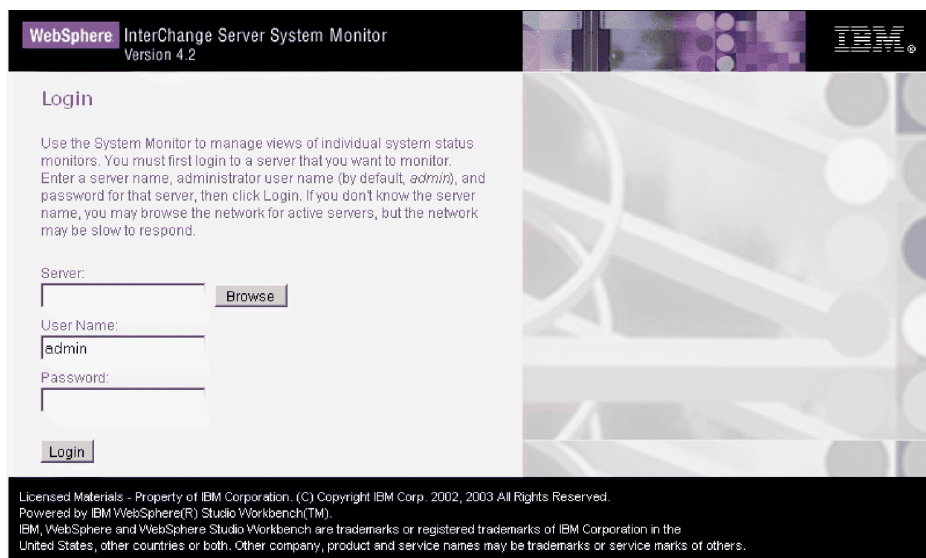 WebSphere InterChange Server System Monitor
Version 4.2
IBM®
Login
Use the System Monitor to manage views of individual system status
monitors. You must first login to a server that you want to monitor.
Enter a server name, administrator user name (by default, admin), and
password for that server, then click Login. If you don't know the server
name, you may browse the network for active servers, but the network
may be slow to respond.
Server:
Browse
User Name:
admin
Password:
Login
Licensed Materials - Property of IBM Corporation. (C) Copyright IBM Corp. 2002, 2003 All Rights Reserved.
Powered by IBM WebSphere(R) Studio Workbench(TM).
IBM, WebSphere and WebSphere Studio Workbench are trademarks or registered trademarks of IBM Corporation in the
United States, other countries or both. Other company, product and service names may be trademarks or service marks of others.